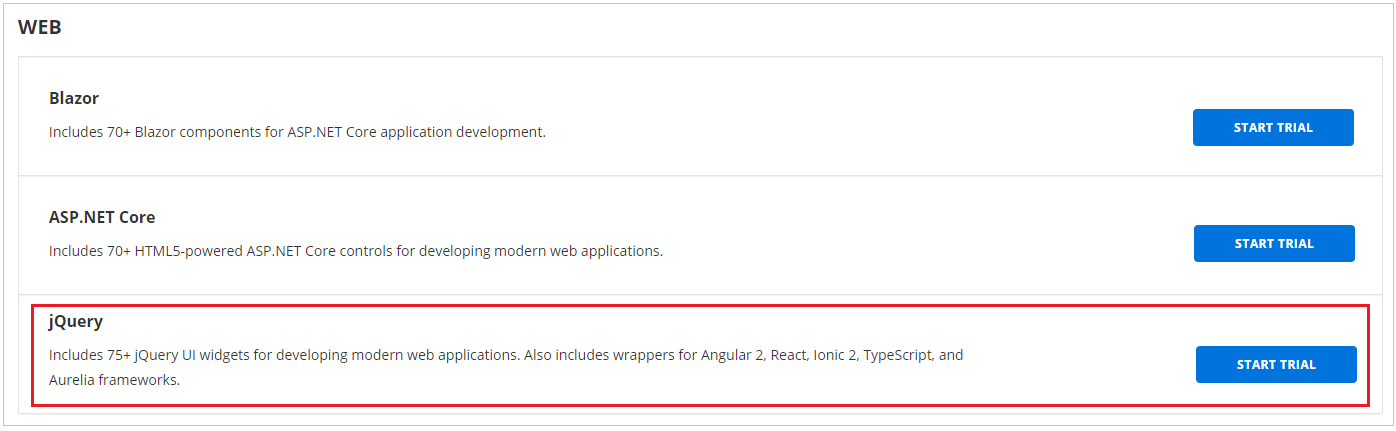 WEB
Blazor
Includes 70+ Blazor components for ASP.NET Core application development.
START TRIAL
ASP.NET Core
Includes 70+ HTML5-powered ASP.NET Core controls for developing modern web applications.
START TRIAL
jQuery
Includes 75+ jQuery UI widgets for developing modern web applications. Also includes wrappers for Angular 2, React, Ionic 2, TypeScript, and
Aurelia frameworks.
START TRIAL